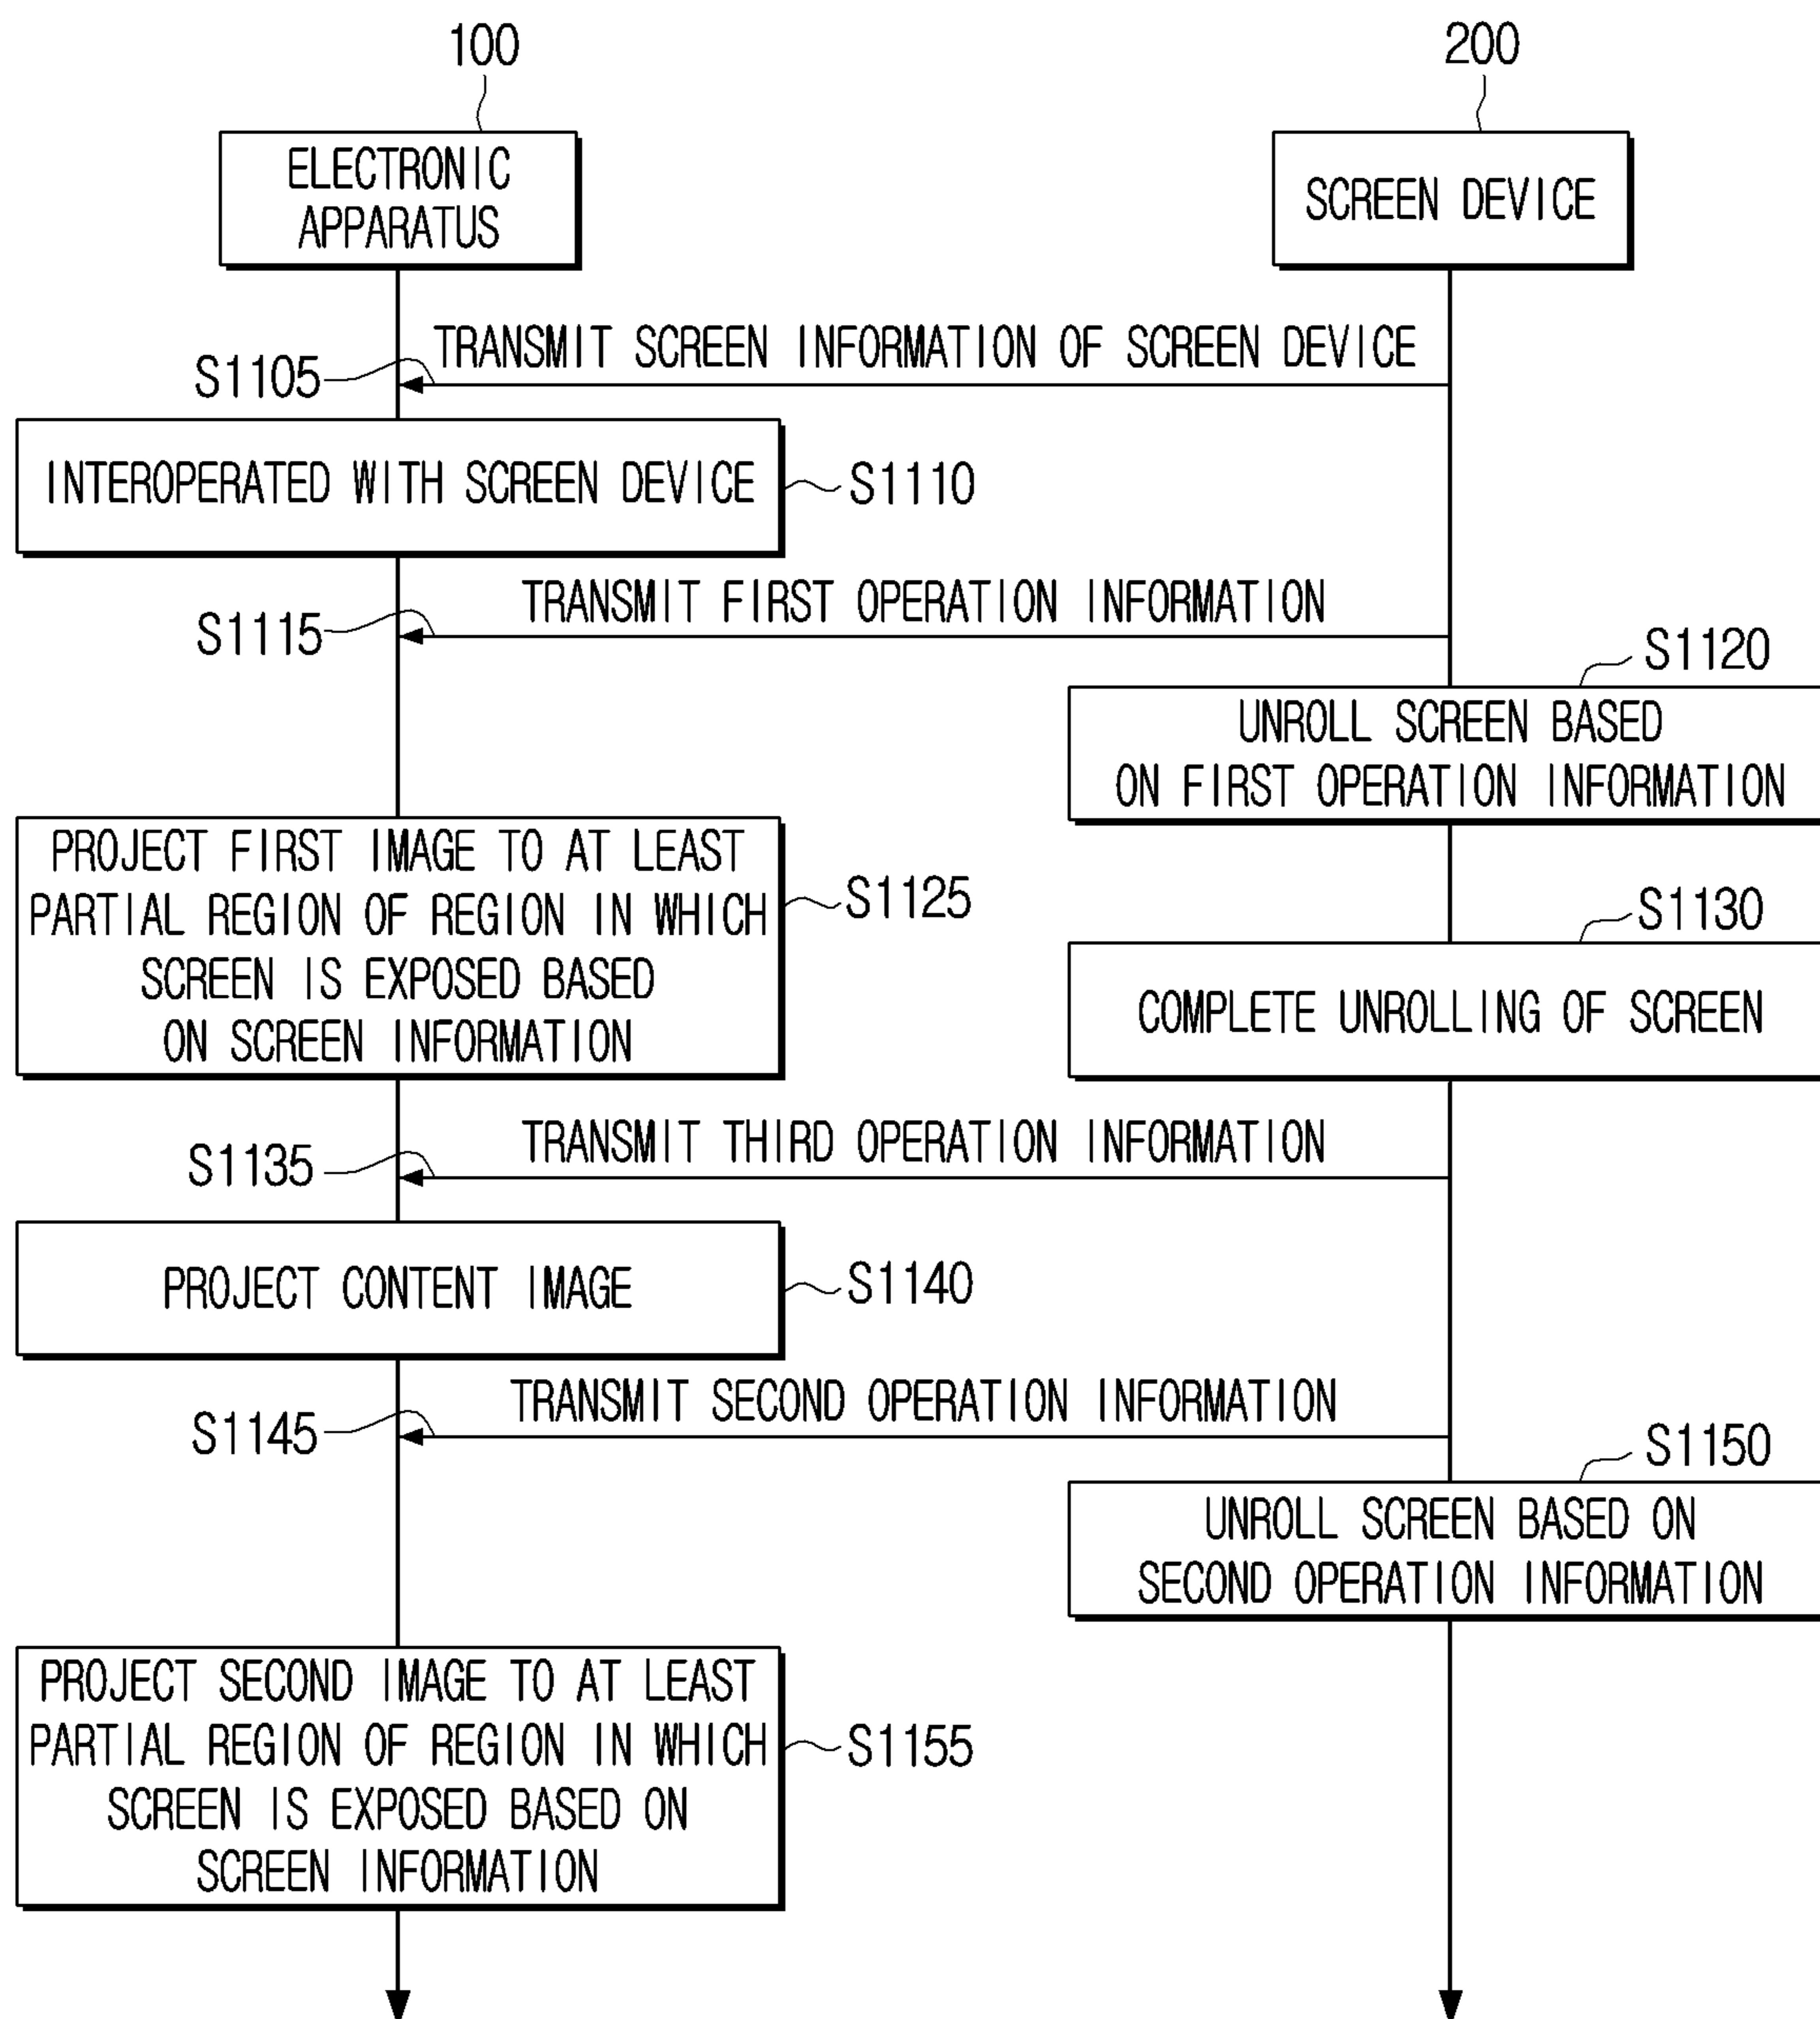 100
200
ELECTRONIC
APPARATUS
SCREEN DEVICE
TRANSMIT SCREEN INFORMATION OF SCREEN DEVICE
S1105
INTEROPERATED WITH SCREEN DEVICE
S1110
TRANSMIT FIRST OPERATION INFORMATION
S1115
S1120
UNROLL SCREEN BASED
ON FIRST OPERATION INFORMATION
PROJECT FIRST IMAGE TO AT LEAST
PARTIAL REGION OF REGION IN WHICH
SCREEN IS EXPOSED BASED
ON SCREEN INFORMATION
S1125
S1130
COMPLETE UNROLLING OF SCREEN
TRANSMIT THIRD OPERATION INFORMATION
S1135
PROJECT CONTENT IMAGE
S1140
TRANSMIT SECOND OPERATION INFORMATION
S1145
S1150
UNROLL SCREEN BASED ON
SECOND OPERATION INFORMATION
PROJECT SECOND IMAGE TO AT LEAST
PARTIAL REGION OF REGION IN WHICH
SCREEN IS EXPOSED BASED ON
SCREEN INFORMATION
S1155